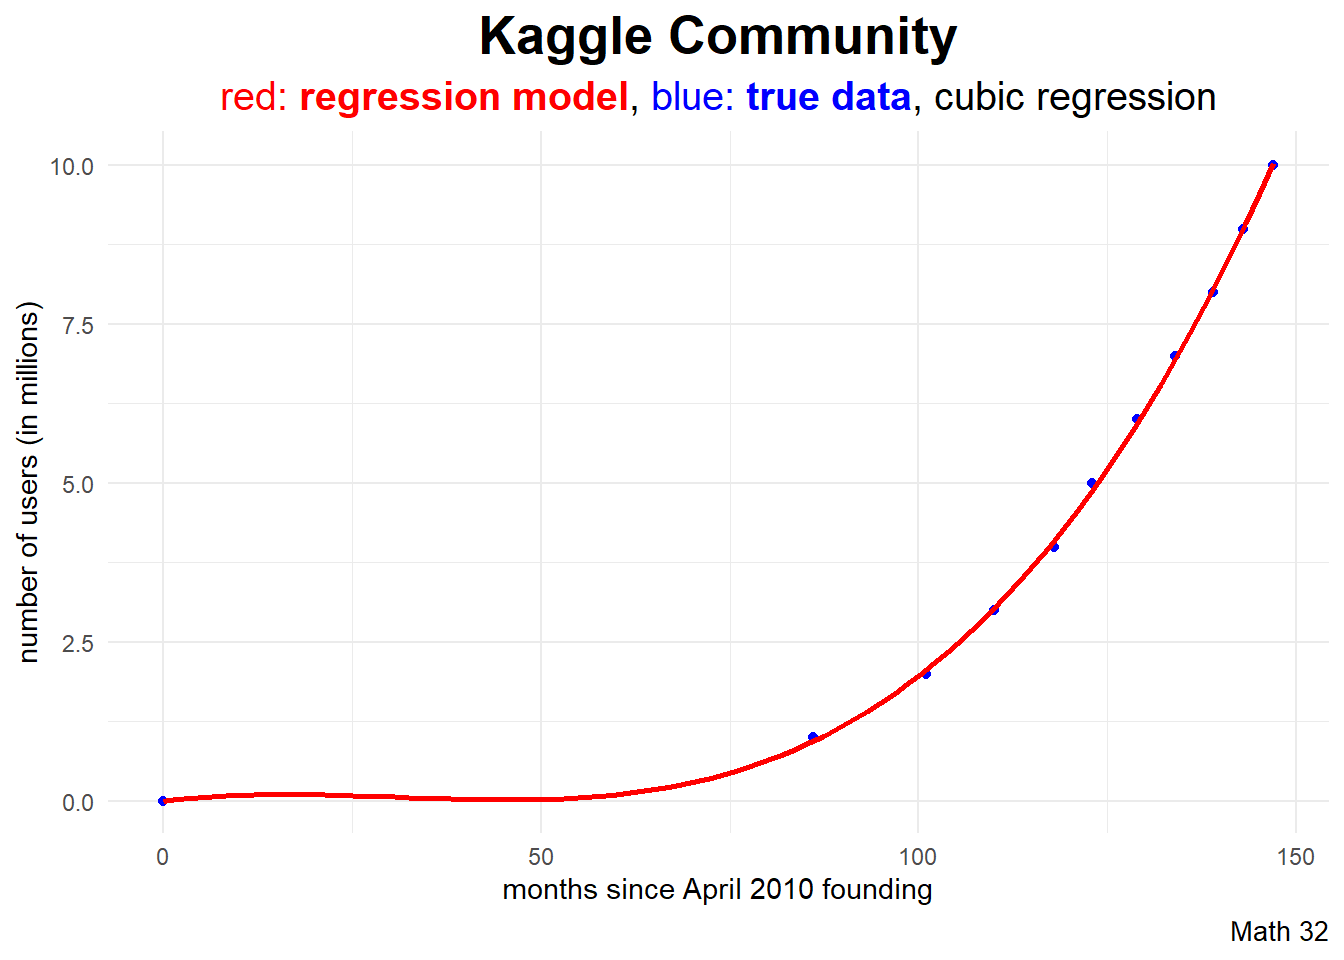 Kaggle Community
red: regression model, blue: true data, cubic regression
number of users (in millions)
10.0
7.5
5.0
2.5
0.0
0 50 100 150
months since April 2010 founding
Math 32